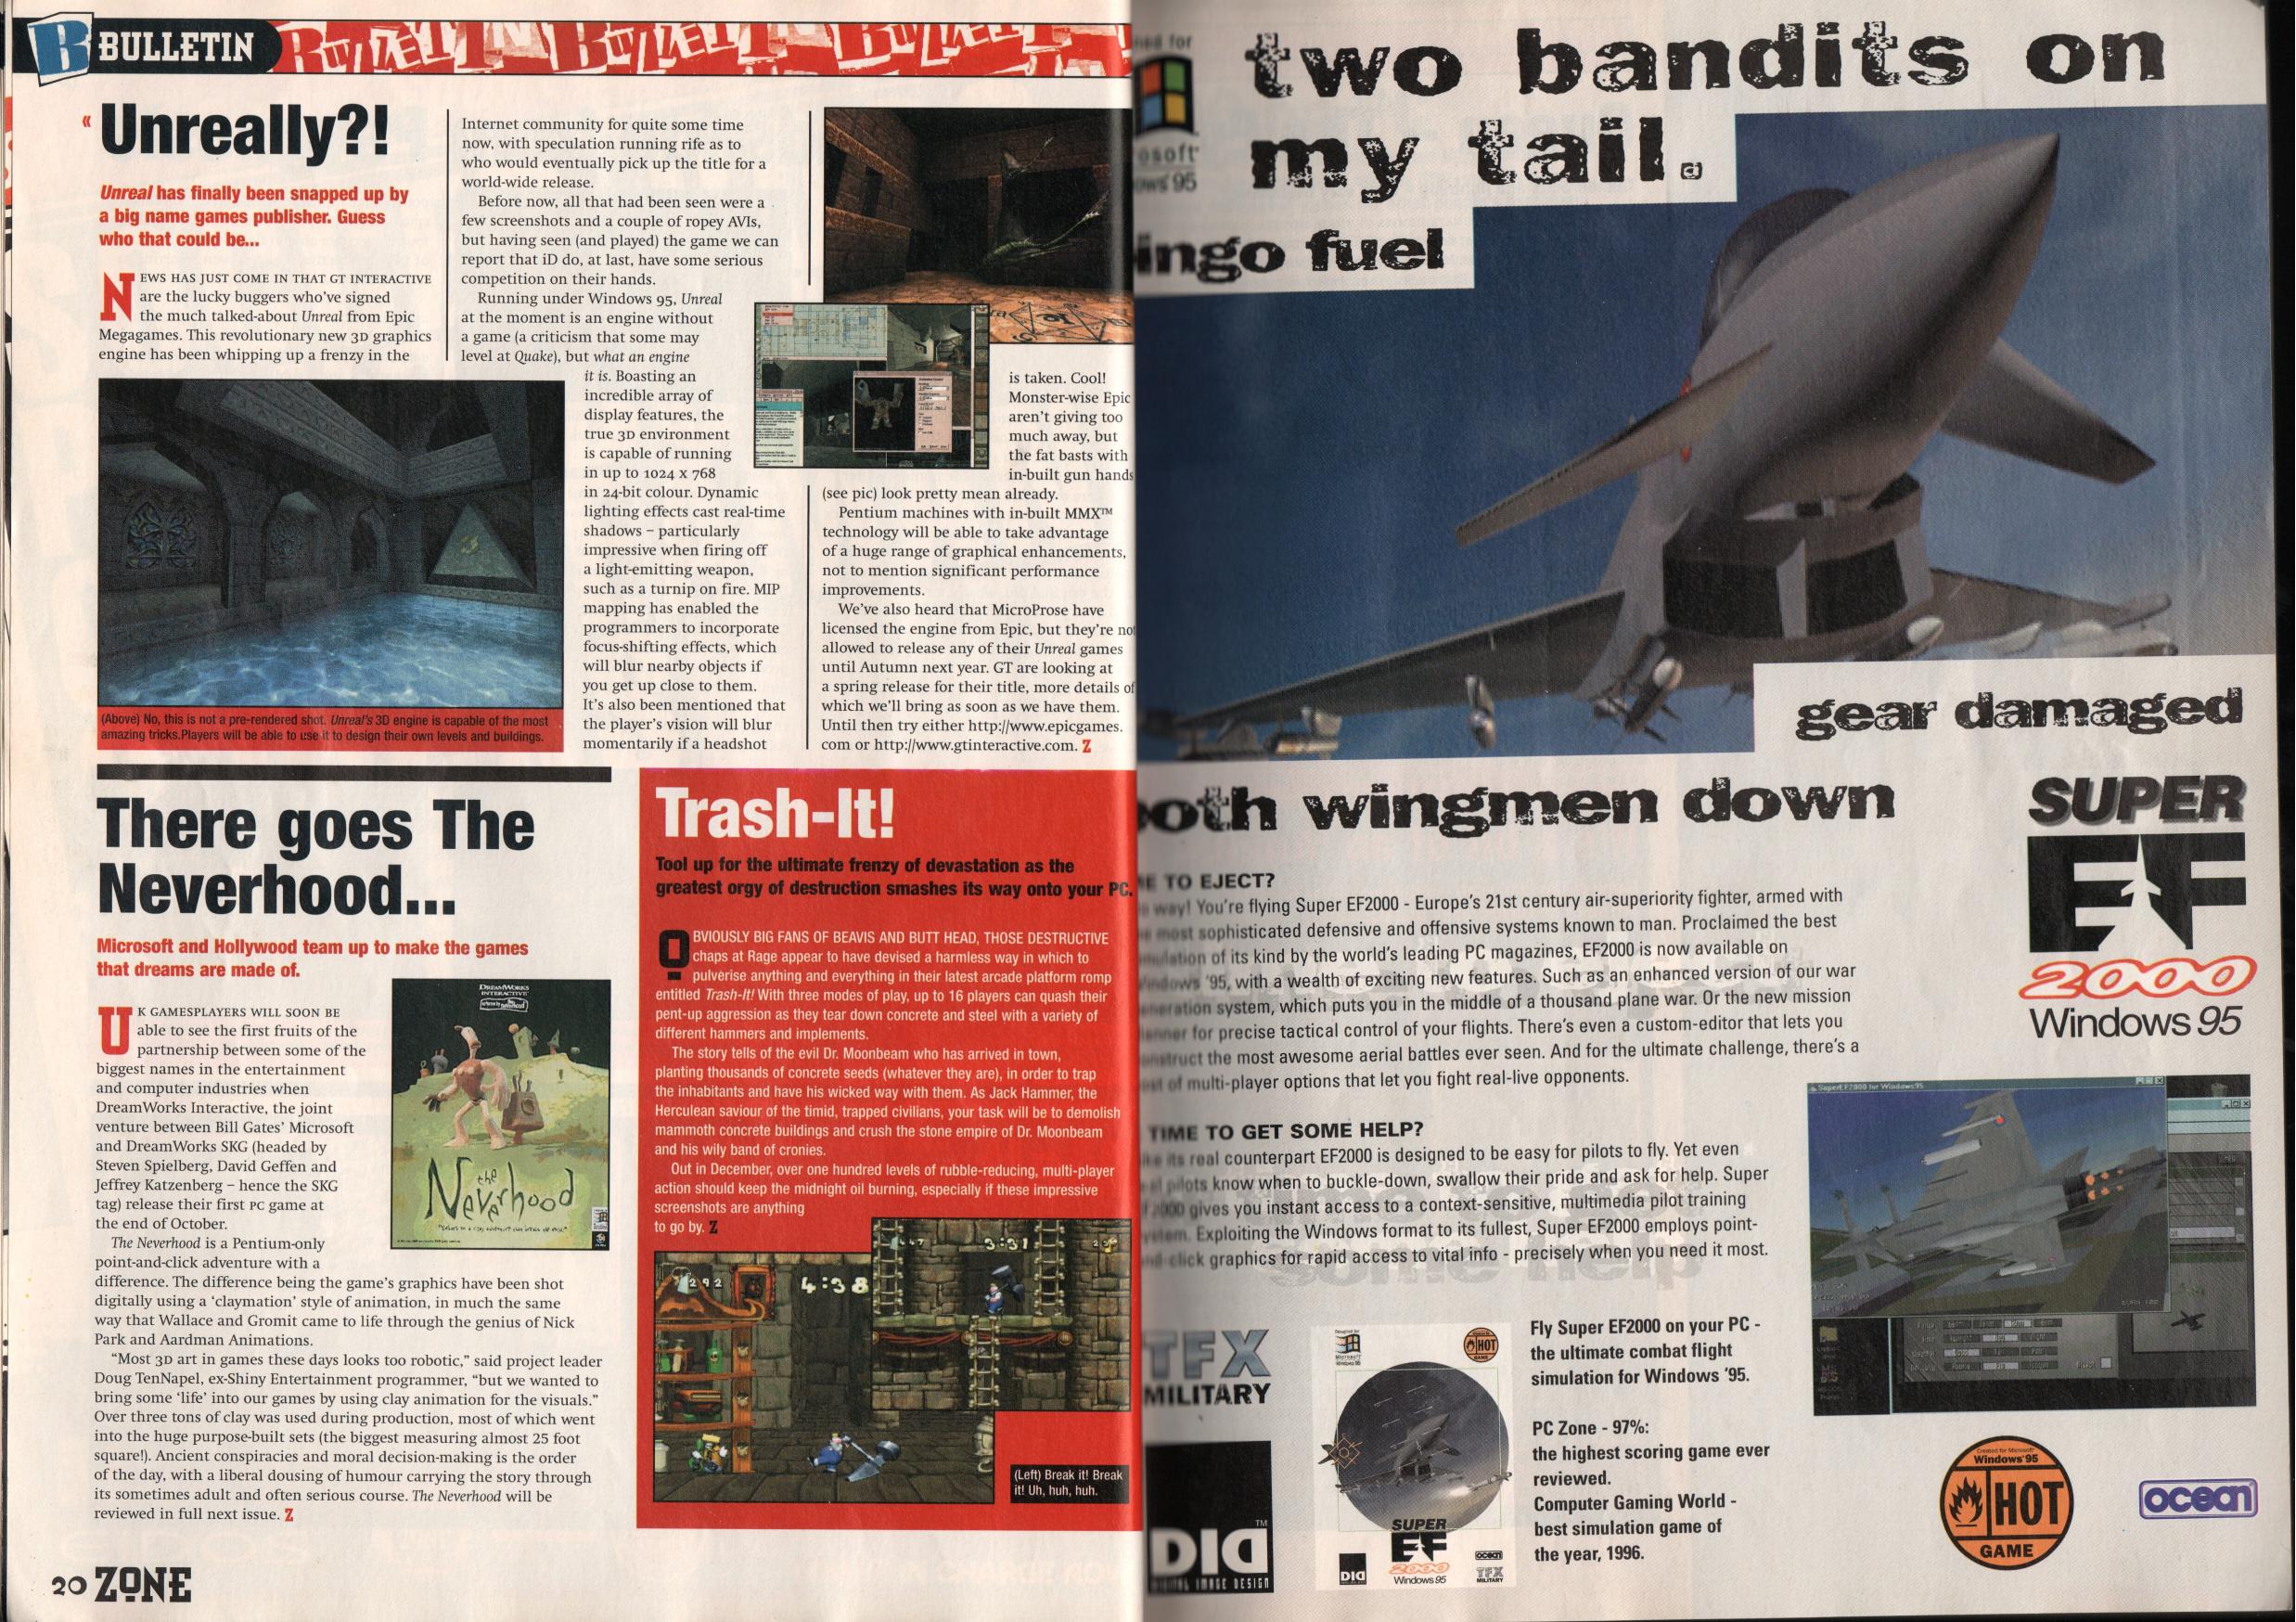 BULLETIN
« Unreally?!
Unreal has finally been snapped up by
a big name games publisher. Guess
who that could be...
NEWS HAS JUST COME IN THAT GT INTERACTIVE
are the lucky buggers who've signed
the much talked-about Unreal from Epic
Megagames. This revolutionary new 3D graphics
engine has been whipping up a frenzy in the
Internet community for quite some time
now, with speculation running rife as to
who would eventually pick up the title for a
world-wide release.
Before now, all that had been seen were a
few screenshots and a couple of ropey AVIs,
but having seen (and played) the game we can
report that iD do, at last, have some serious
competition on their hands.
Running under Windows 95, Unreal
at the moment is an engine without
a game (a criticism that some may
level at Quake), but what an engine
it is. Boasting an
incredible array of
display features, the
true 3D environment
is capable of running
in up to 1024 x 768
in 24-bit colour. Dynamic
lighting effects cast real-time
shadows – particularly
impressive when firing off
a light-emitting weapon,
such as a turnip on fire. MIP
mapping has enabled the
programmers to incorporate
focus-shifting effects, which
will blur nearby objects if
you get up close to them.
It's also been mentioned that
the player's vision will blur
momentarily if a headshot
is taken. Cool!
Monster-wise Epic
aren't giving too
much away, but
the fat basts with
in-built gun hands
(see pic) look pretty mean already.
Pentium machines with in-built MMX™
technology will be able to take advantage
of a huge range of graphical enhancements,
not to mention significant performance
improvements.
We've also heard that MicroProse have
licensed the engine from Epic, but they're not
allowed to release any of their Unreal games
until Autumn next year. GT are looking at
a spring release for their title, more details of
which we'll bring as soon as we have them.
Until then try either http://www.epicgames.
com or http://www.gtinteractive.com. Z
(Above) No, this is not a pre-rendered shot. Unreal's 3D engine is capable of the most
amazing tricks.Players will be able to use it to design their own levels and buildings.
There goes The
Neverhood...
Microsoft and Hollywood team up to make the games
that dreams are made of.
UK GAMESPLAYERS WILL SOON BE
able to see the first fruits of the
partnership between some of the
biggest names in the entertainment
and computer industries when
DreamWorks Interactive, the joint
venture between Bill Gates' Microsoft
and DreamWorks SKG (headed by
Steven Spielberg, David Geffen and
Jeffrey Katzenberg – hence the SKG
tag) release their first PC game at
the end of October.
The Neverhood is a Pentium-only
point-and-click adventure with a
difference. The difference being the game's graphics have been shot
digitally using a 'claymation' style of animation, in much the same
way that Wallace and Gromit came to life through the genius of Nick
Park and Aardman Animations.
"Most 3D art in games these days looks too robotic," said project leader
Doug TenNapel, ex-Shiny Entertainment programmer, "but we wanted to
bring some 'life' into our games by using clay animation for the visuals."
Over three tons of clay was used during production, most of which went
into the huge purpose-built sets (the biggest measuring almost 25 foot
square!). Ancient conspiracies and moral decision-making is the order
of the day, with a liberal dousing of humour carrying the story through
its sometimes adult and often serious course. The Neverhood will be
reviewed in full next issue. Z
DREAMWORKS
INTERACTIVE
the
Neverhood
Trash-It!
Tool up for the ultimate frenzy of devastation as the
greatest orgy of destruction smashes its way onto your PC.
OBVIOUSLY BIG FANS OF BEAVIS AND BUTT HEAD, THOSE DESTRUCTIVE
chaps at Rage appear to have devised a harmless way in which to
pulverise anything and everything in their latest arcade platform romp
entitled Trash-It! With three modes of play, up to 16 players can quash their
pent-up aggression as they tear down concrete and steel with a variety of
different hammers and implements.
The story tells of the evil Dr. Moonbeam who has arrived in town,
planting thousands of concrete seeds (whatever they are), in order to trap
the inhabitants and have his wicked way with them. As Jack Hammer, the
Herculean saviour of the timid, trapped civilians, your task will be to demolish
mammoth concrete buildings and crush the stone empire of Dr. Moonbeam
and his wily band of cronies.
Out in December, over one hundred levels of rubble-reducing, multi-player
action should keep the midnight oil burning, especially if these impressive
screenshots are anything
to go by. Z
292
4:38
3:31
(Left) Break it! Break
it! Uh, huh, huh.
20 ZONE
two bandits on
my tail.
ingo fuel
gear damaged
oth wingmen down
E TO EJECT?
way! You're flying Super EF2000 - Europe's 21st century air-superiority fighter, armed with
most sophisticated defensive and offensive systems known to man. Proclaimed the best
of its kind by the world's leading PC magazines, EF2000 is now available on
'95, with a wealth of exciting new features. Such as an enhanced version of our war
system, which puts you in the middle of a thousand plane war. Or the new mission
for precise tactical control of your flights. There's even a custom-editor that lets you
the most awesome aerial battles ever seen. And for the ultimate challenge, there's a
of multi-player options that let you fight real-live opponents.
TIME TO GET SOME HELP?
its real counterpart EF2000 is designed to be easy for pilots to fly. Yet even
pilots know when to buckle-down, swallow their pride and ask for help. Super
gives you instant access to a context-sensitive, multimedia pilot training
Exploiting the Windows format to its fullest, Super EF2000 employs point-
click graphics for rapid access to vital info - precisely when you need it most.
SUPER
EF
2000
Windows 95
SuperEF2000 for Windows 95
TFX
MILITARY
DID
TM
IMAGE DESIGN
HOT
SUPER
EF
2000
Windows 95
DID
ocean
TFX
MILITARY
Fly Super EF2000 on your PC -
the ultimate combat flight
simulation for Windows '95.
PC Zone - 97%:
the highest scoring game ever
reviewed.
Computer Gaming World -
best simulation game of
the year, 1996.
Created for Microsoft
Windows'95
HOT
GAME
ocean